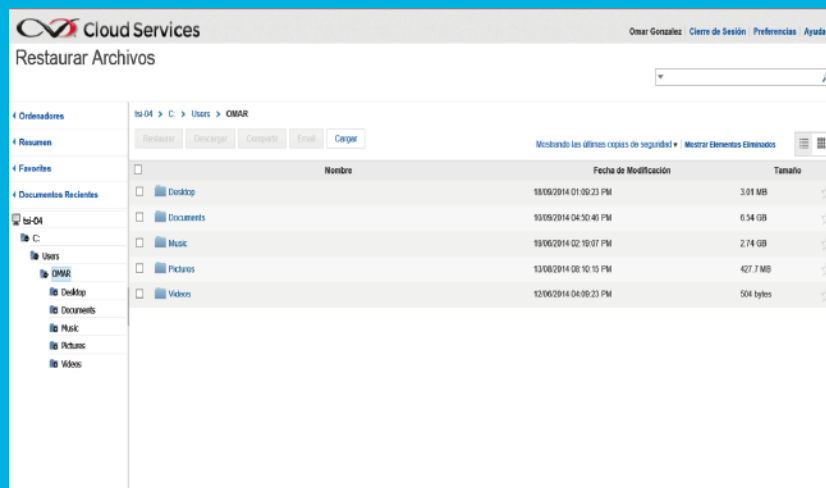 CVI Cloud Services
Omar Gonzalez Cierre de Sesión Preferencias Ayuda
Restaurar Archivos
tsi-04 > C: > Users > OMAR
Ordenadores
Restaurar Descargar Compartir Email Cargar
Mostrando las últimas copias de seguridad Mostrar Elementos Eliminados
Resumen
Favorites
Documentos Recientes
Nombre Fecha de Modificación Tamaño
Desktop 18/09/2014 01:09:23 PM 3.01 MB
Documents 10/09/2014 04:50:46 PM 6.54 GB
Music 19/06/2014 02:19:07 PM 2.74 GB
Pictures 13/08/2014 08:10:15 PM 427.7 MB
Videos 12/06/2014 04:09:23 PM 504 bytes
tsi-04
C:
Users
OMAR
Desktop
Documents
Music
Pictures
Videos